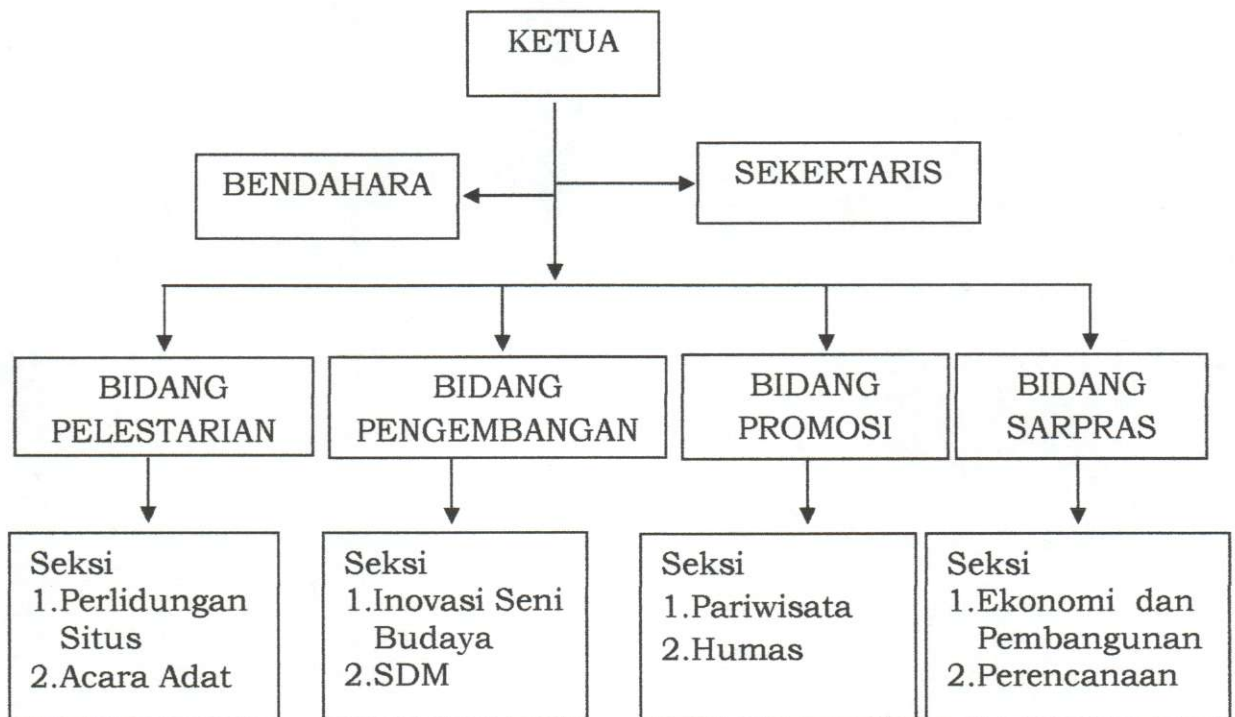 KETUA
BENDAHARA
SEKERTARIS
BIDANG
PELESTARIAN
BIDANG
PENGEMBANGAN
BIDANG
PROMOSI
BIDANG
SARPRAS
Seksi
1.Perlidungan
Situs
2.Acara Adat
Seksi
1.Inovasi Seni
Budaya
2.SDM
Seksi
1.Pariwisata
2.Humas
Seksi
1.Ekonomi dan
Pembangunan
2.Perencanaan